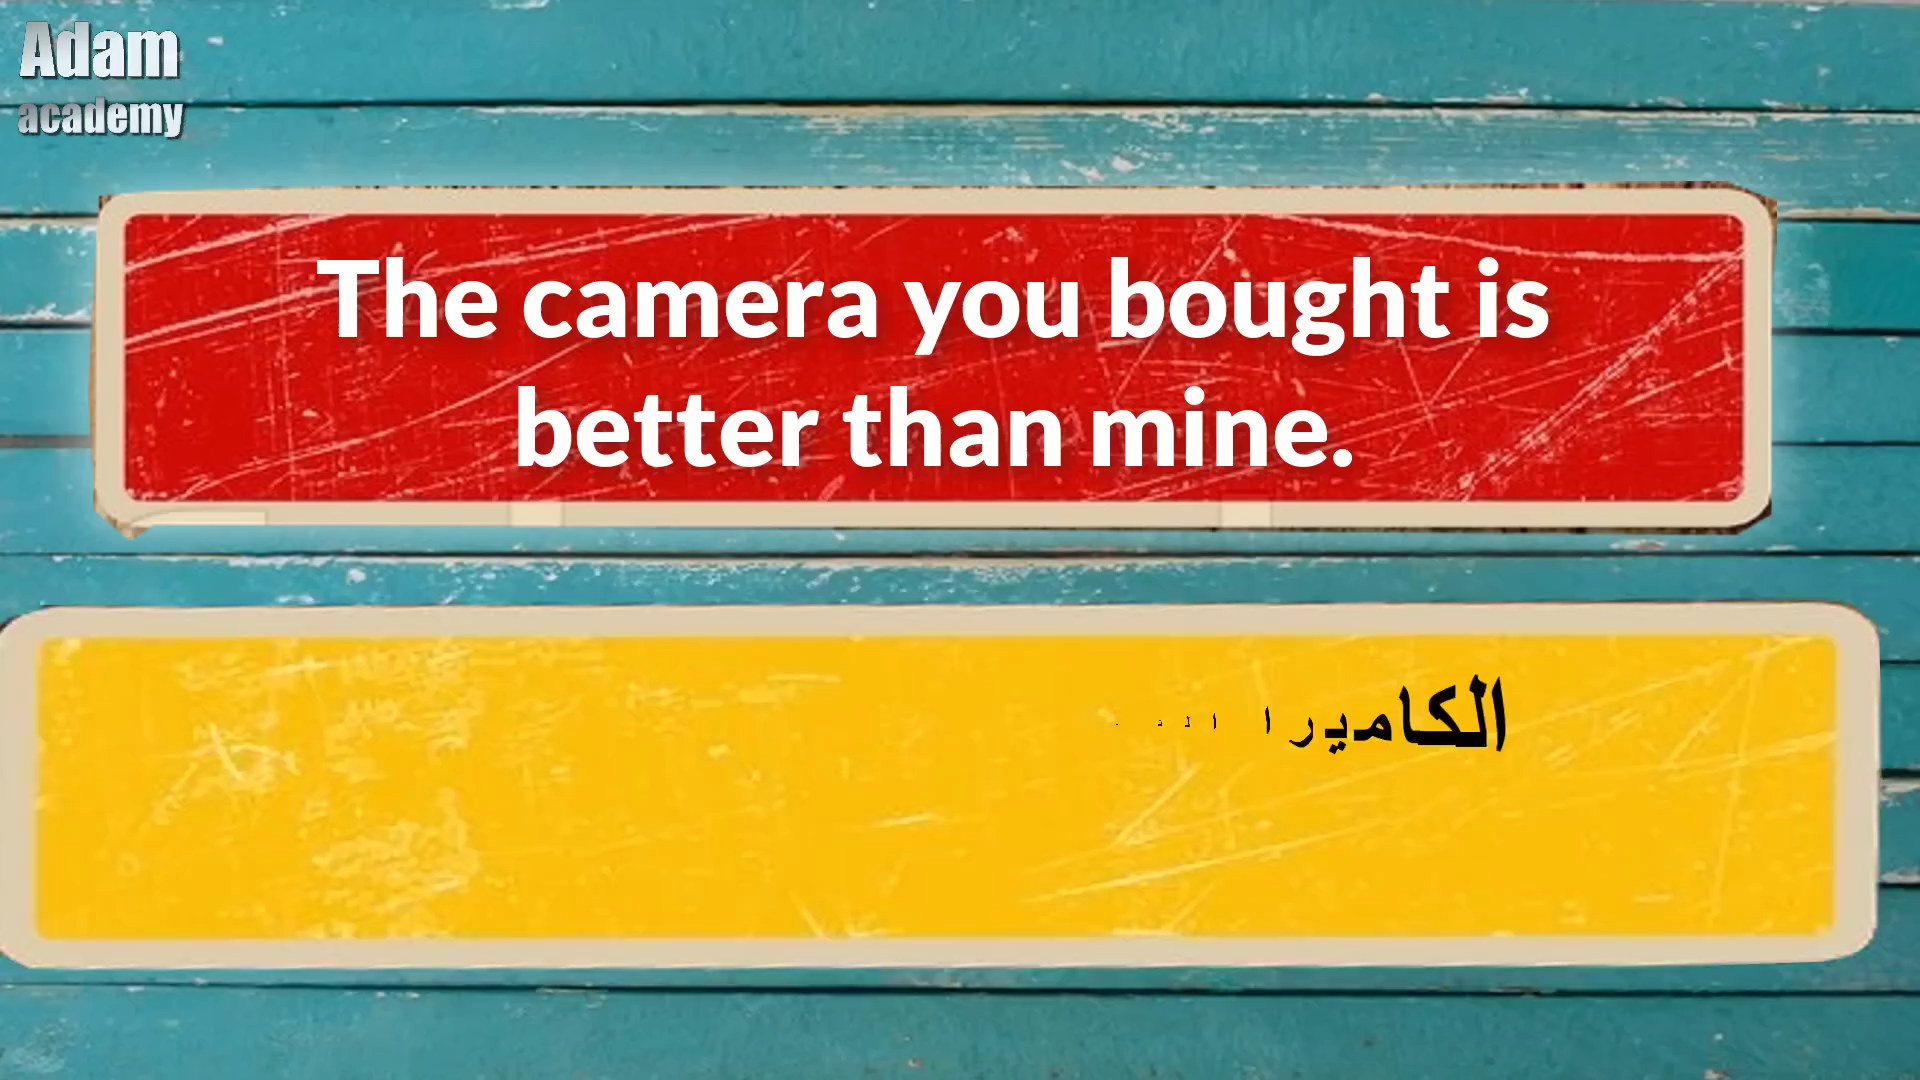 Adam
academy
The camera you bought is
better than mine.
الكاميرا